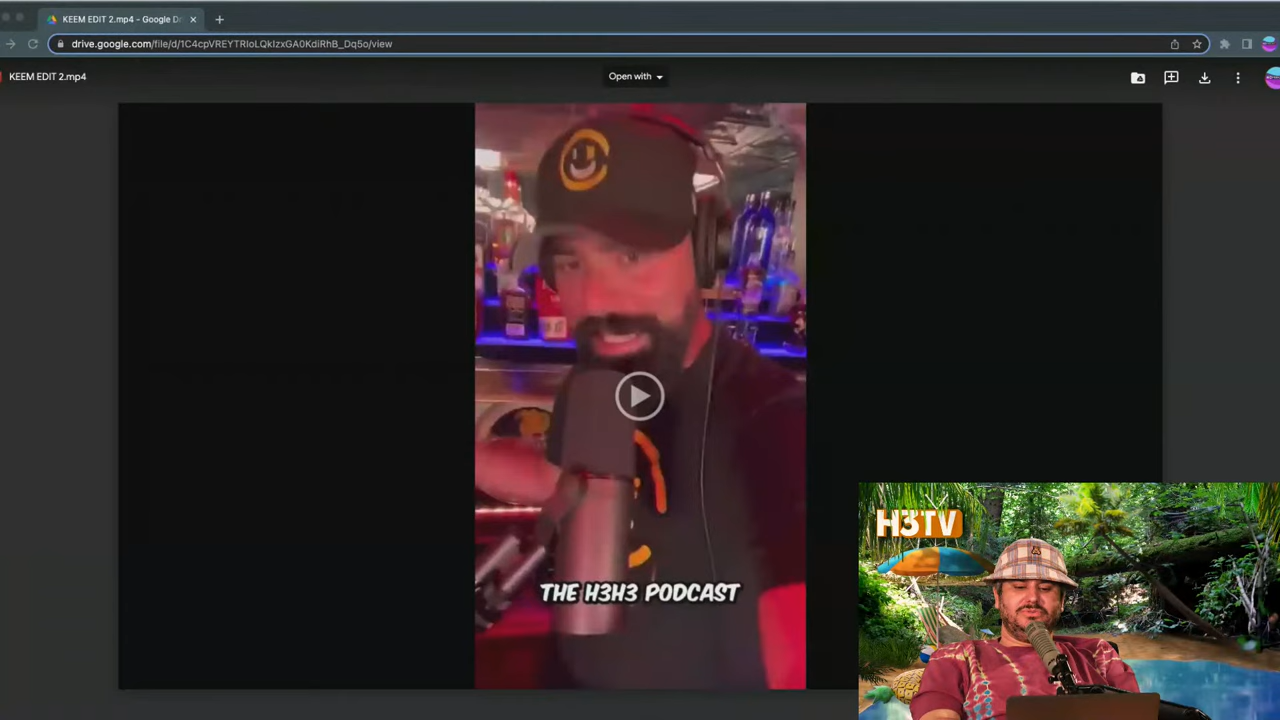 KEEM EDIT 2.mp4 - Google Dr
drive.google.com/file/d/1C4cpVREYTRIoLQkIzxGA0KdiRhB_Dq5o/view
KEEM EDIT 2.mp4
Open with
THE H3H3 PODCAST
H3TV